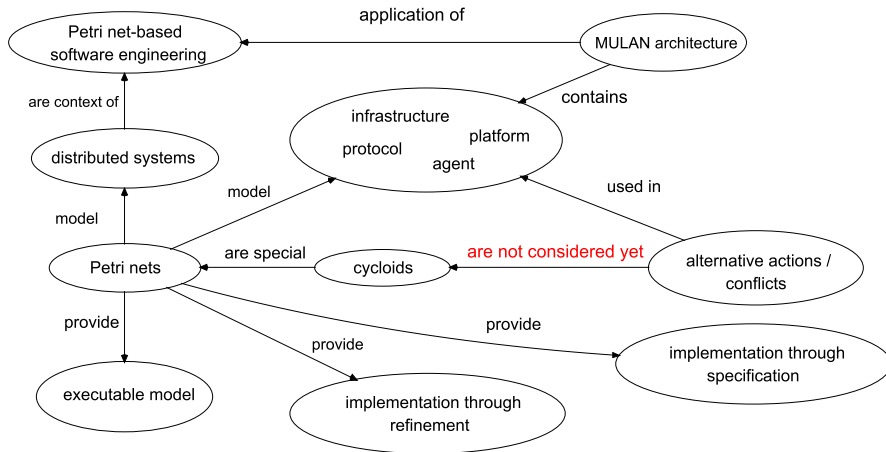 application of
Petri net-based
software engineering
MULAN architecture
are context of
contains
infrastructure
platform
protocol
agent
distributed systems
model
used in
model
are special
are not considered yet
Petri nets
cycloids
alternative actions /
conflicts
provide
provide
provide
implementation through
specification
executable model
implementation through
refinement